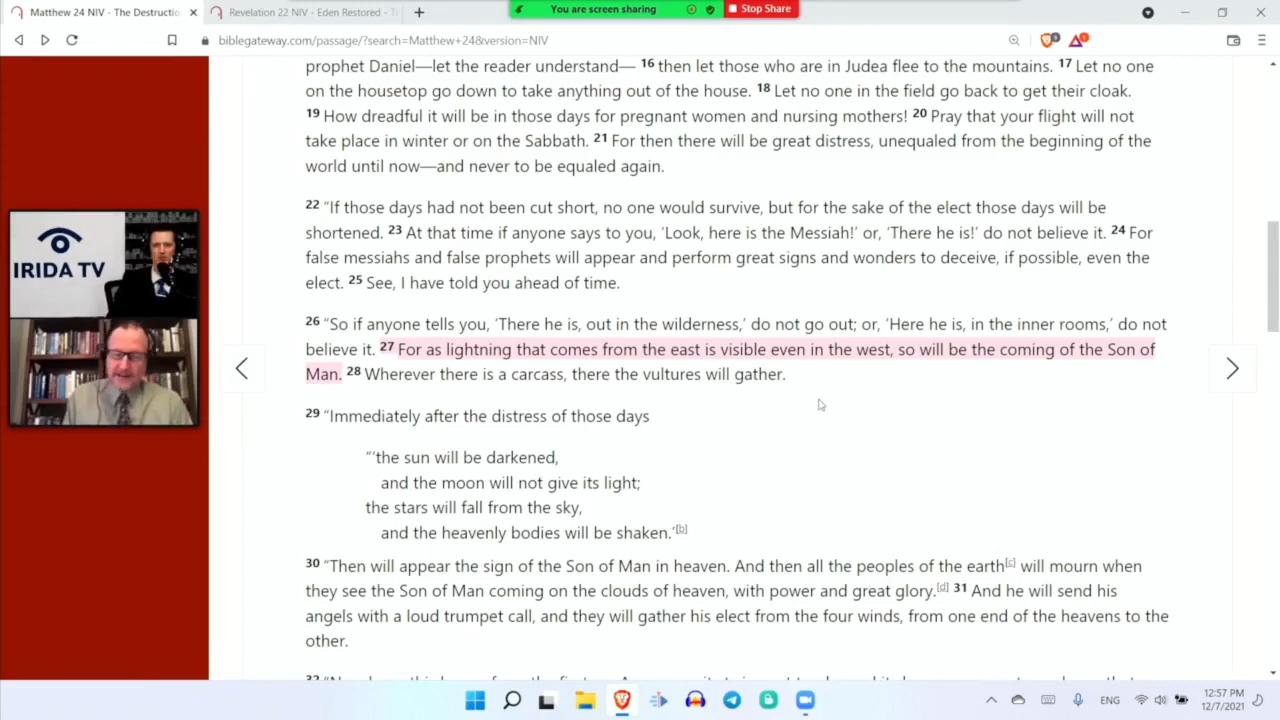 Matthew 24 NIV - The Destructio
Revelation 22 NIV - Eden Restored - T
You are screen sharing
Stop Share
biblegateway.com/passage/?search=Matthew+24&version=NIV
prophet Daniel—let the reader understand— 16 then let those who are in Judea flee to the mountains. 17 Let no one
on the housetop go down to take anything out of the house. 18 Let no one in the field go back to get their cloak.
19 How dreadful it will be in those days for pregnant women and nursing mothers! 20 Pray that your flight will not
take place in winter or on the Sabbath. 21 For then there will be great distress, unequaled from the beginning of the
world until now—and never to be equaled again.
22 “If those days had not been cut short, no one would survive, but for the sake of the elect those days will be
shortened. 23 At that time if anyone says to you, ‘Look, here is the Messiah!’ or, ‘There he is!’ do not believe it. 24 For
false messiahs and false prophets will appear and perform great signs and wonders to deceive, if possible, even the
elect. 25 See, I have told you ahead of time.
26 “So if anyone tells you, ‘There he is, out in the wilderness,’ do not go out; or, ‘Here he is, in the inner rooms,’ do not
believe it. 27 For as lightning that comes from the east is visible even in the west, so will be the coming of the Son of
Man. 28 Wherever there is a carcass, there the vultures will gather.
29 “Immediately after the distress of those days
“‘the sun will be darkened,
and the moon will not give its light;
the stars will fall from the sky,
and the heavenly bodies will be shaken.’[b]
30 “Then will appear the sign of the Son of Man in heaven. And then all the peoples of the earth[c] will mourn when
they see the Son of Man coming on the clouds of heaven, with power and great glory.[d] 31 And he will send his
angels with a loud trumpet call, and they will gather his elect from the four winds, from one end of the heavens to the
other.
IRIDA TV
ENG
12:57 PM
12/7/2021